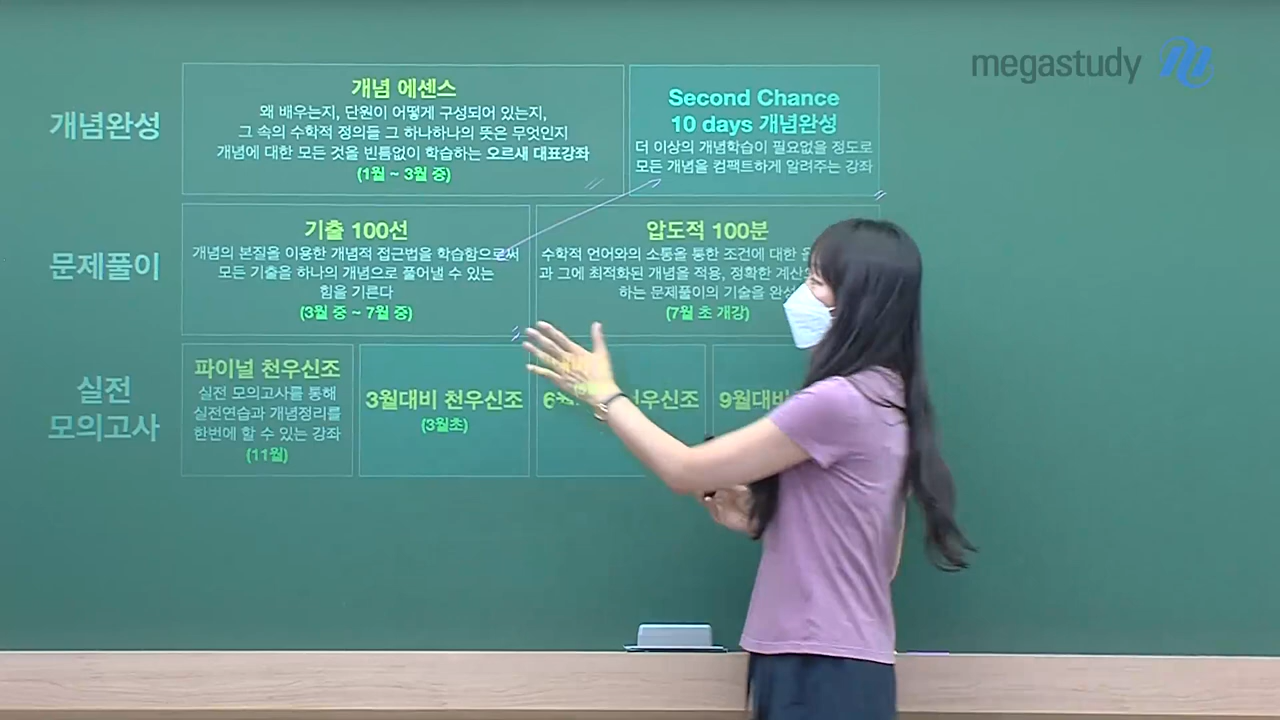 megastudy
개념완성
개념 에센스
왜 배우는지, 단원이 어떻게 구성되어 있는지,
그 속의 수학적 정의들 그 하나하나의 뜻은 무엇인지
개념에 대한 모든 것을 빈틈없이 학습하는 오르새 대표강좌
(1월 ~ 3월 중)
Second Chance
10 days 개념완성
더 이상의 개념학습이 필요없을 정도로
모든 개념을 컴팩트하게 알려주는 강좌
문제풀이
기출 100선
개념의 본질을 이용한 개념적 접근법을 학습함으로써
모든 기출을 하나의 개념으로 풀어낼 수 있는
힘을 기른다
(3월 중 ~ 7월 중)
압도적 100분
수학적 언어와의 소통을 통한 조건에 대한
과 그에 최적화된 개념을 적용, 정확한
하는 문제풀이의 기술을
(7월 초 개강)
실전
모의고사
파이널 천우신조
실전 모의고사를 통해
실전연습과 개념정리를
한번에 할 수 있는 강좌
(11월)
3월대비 천우신조
(3월초)
9월대비